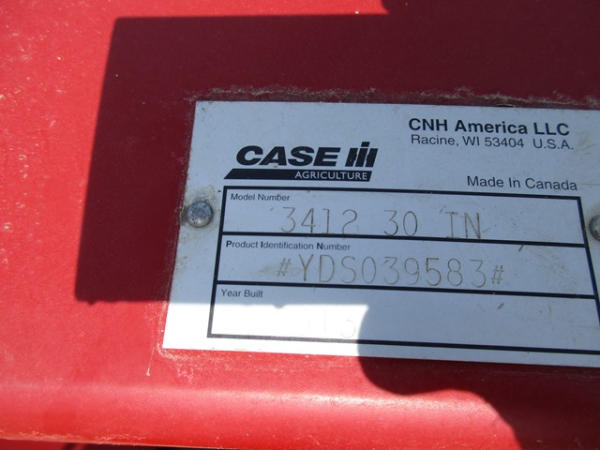 CNH America LLC
Racine, WI 53404 U.S.A.
CASE IH
AGRICULTURE
Made In Canada
Model Number
3412 30 IN
Product Identification Number
#YDS039583#
Year Built